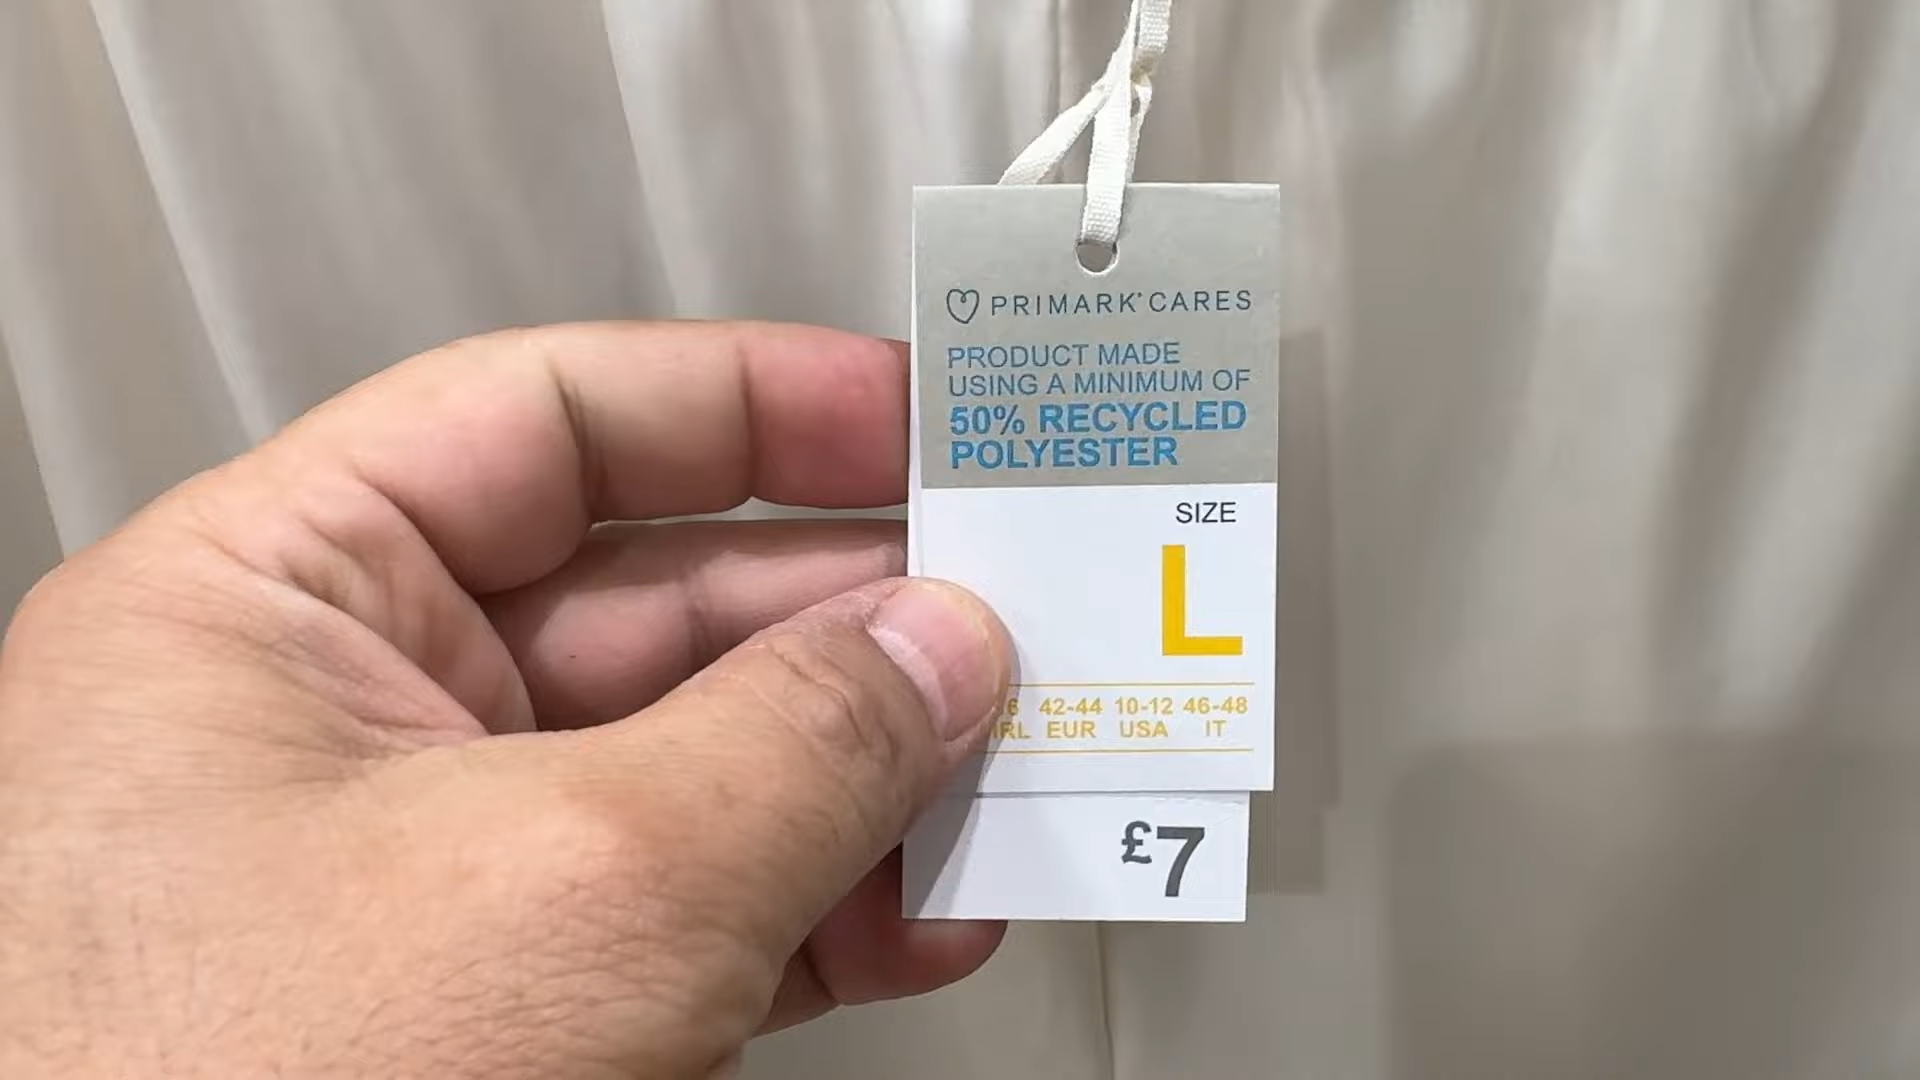 PRIMARK® CARES
PRODUCT MADE
USING A MINIMUM OF
50% RECYCLED
POLYESTER
SIZE
L
42-44 10-12 46-48
EUR USA IT
£7